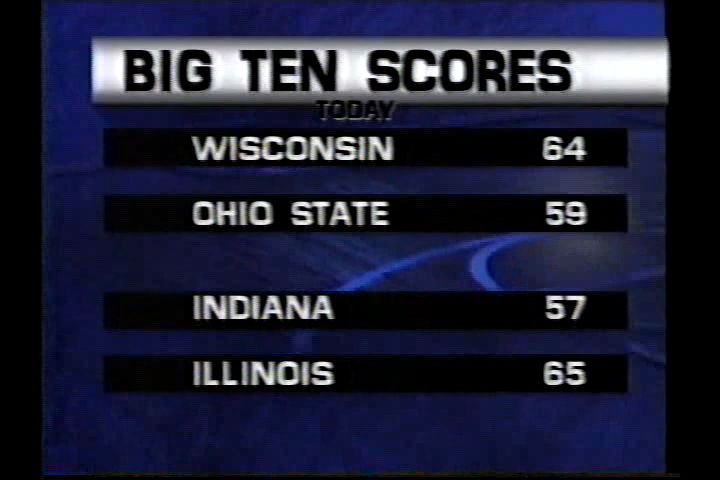 BIG TEN SCORES
TODAY
WISCONSIN 64
OHIO STATE 59
INDIANA 57
ILLINOIS 65